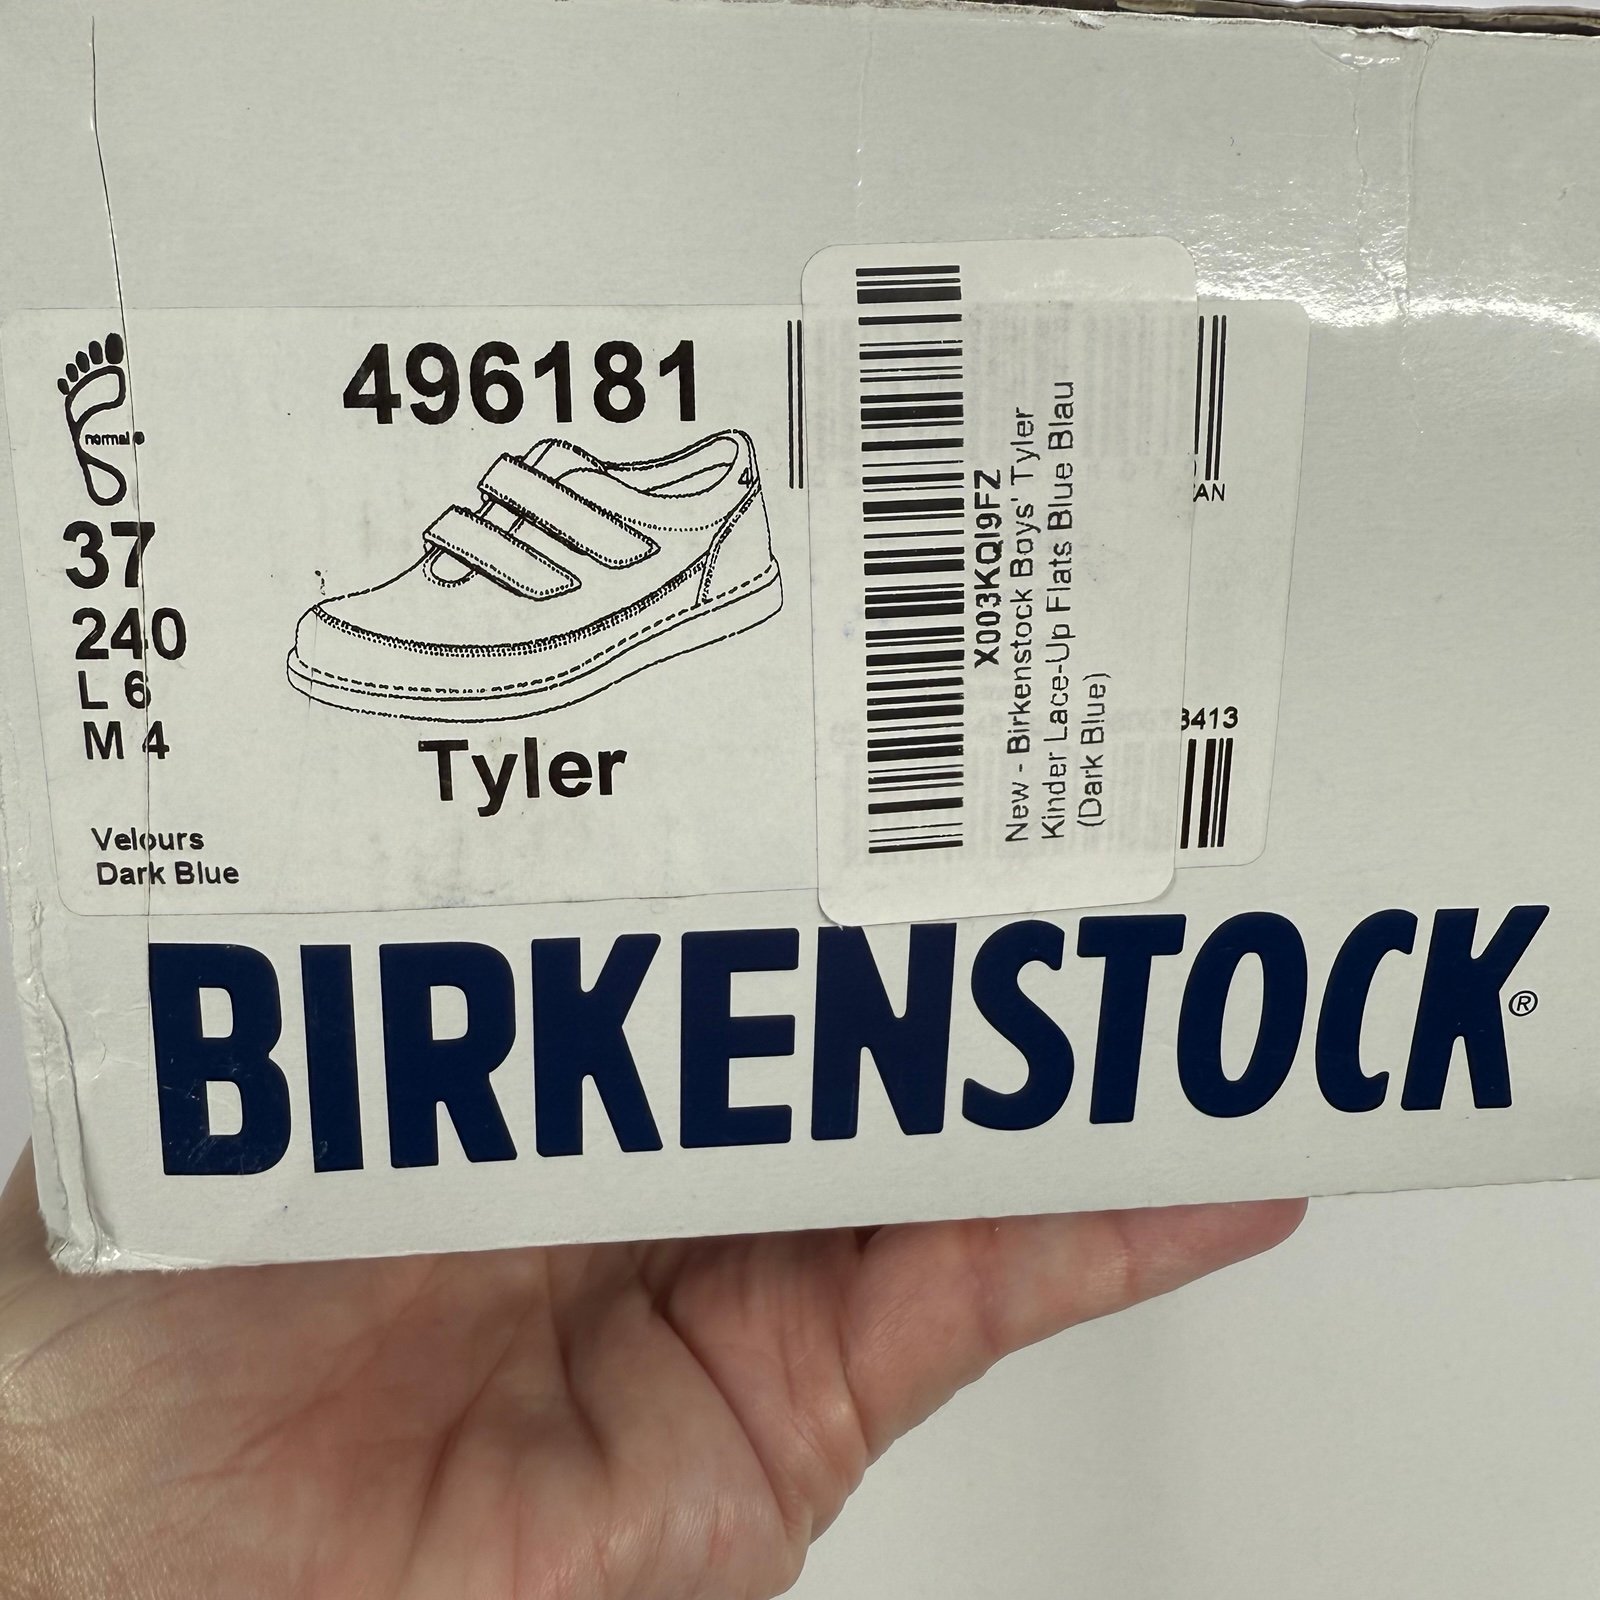 normal
37
240
L 6
M 4
Velours
Dark Blue
496181
Tyler
X003KQI9FZ
New - Birkenstock Boys' Tyler
Kinder Lace-Up Flats Blue Blau
(Dark Blue)
3413
BIRKENSTOCK®